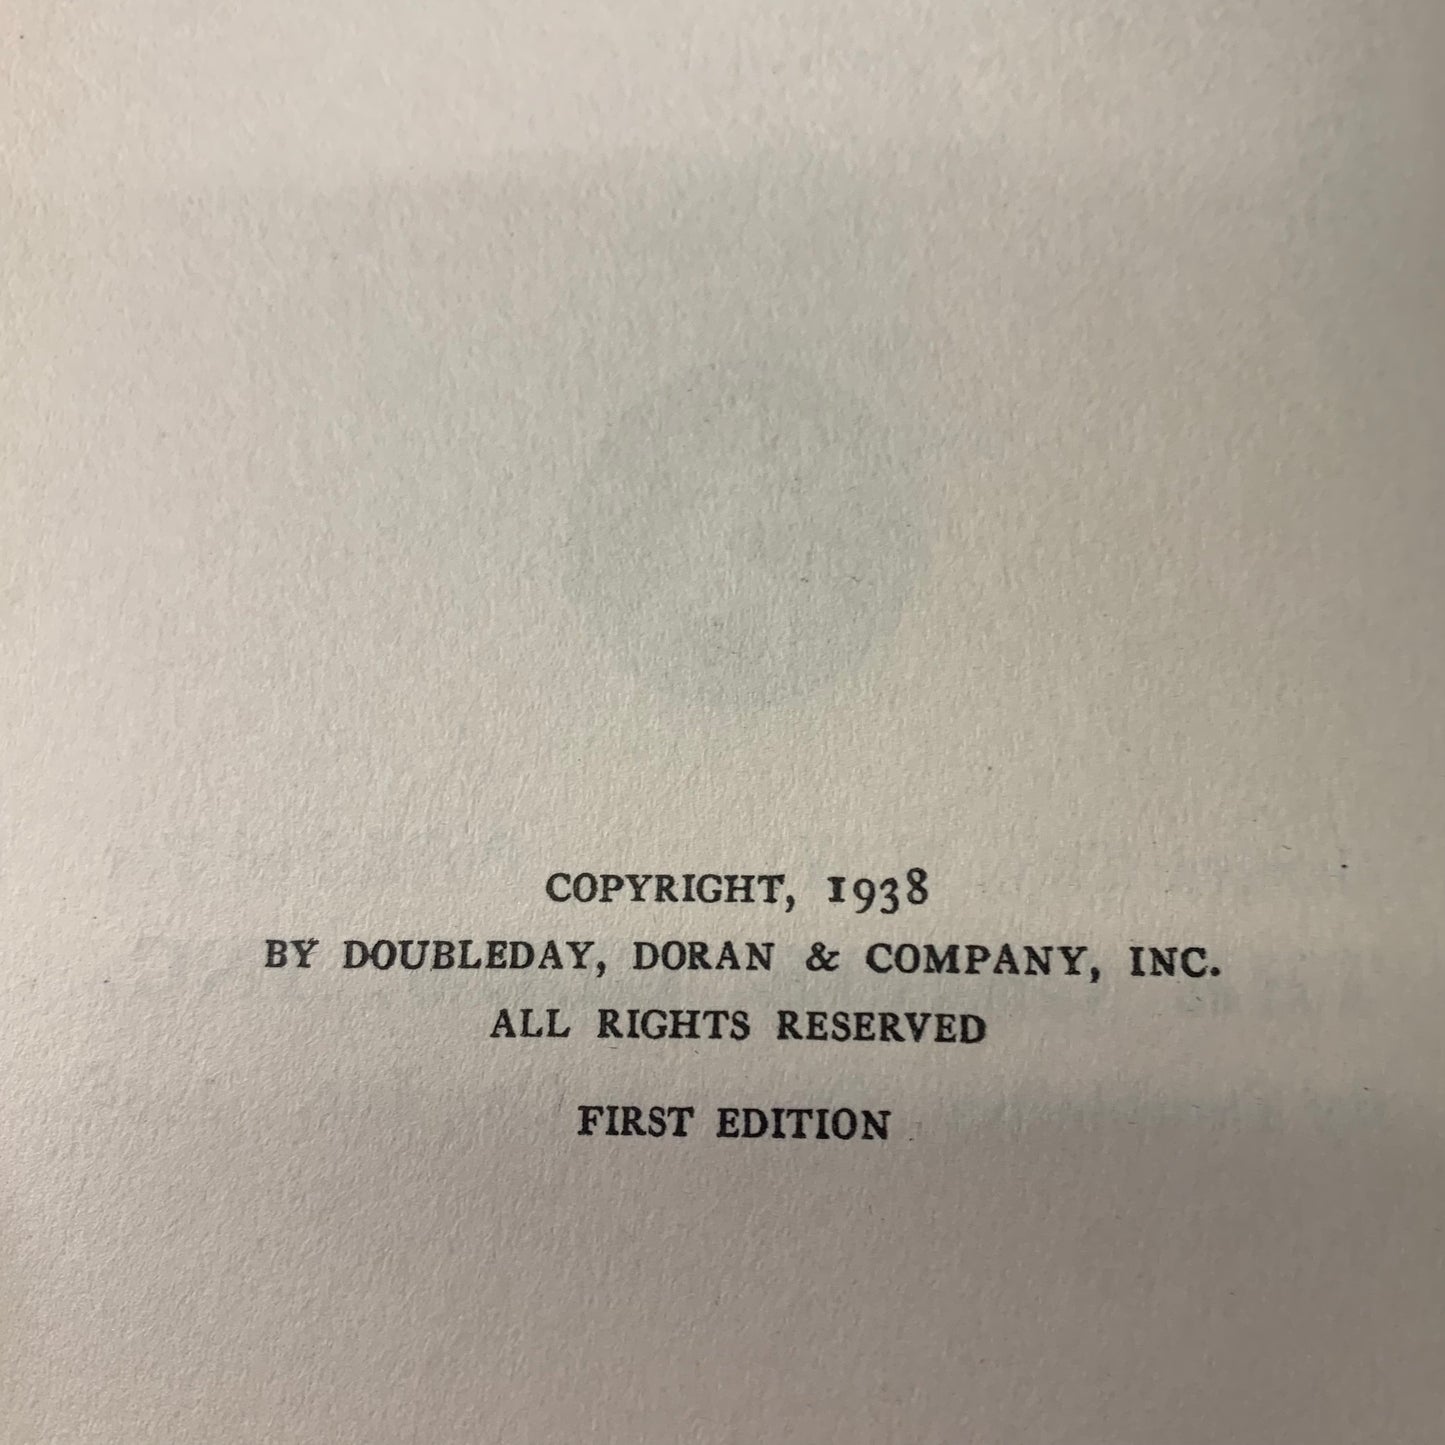 COPYRIGHT, 1938
BY DOUBLEDAY, DORAN & COMPANY, INC.
ALL RIGHTS RESERVED
FIRST EDITION